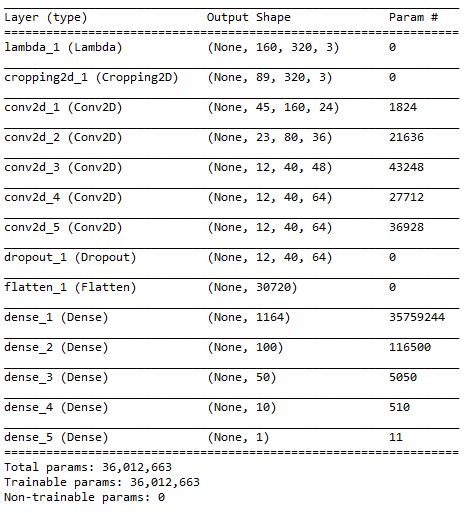 Layer (type) Output Shape Param #
lambda_1 (Lambda) (None, 160, 320, 3) 0
cropping2d_1 (Cropping2D) (None, 89, 320, 3) 0
conv2d_1 (Conv2D) (None, 45, 160, 24) 1824
conv2d_2 (Conv2D) (None, 23, 80, 36) 21636
conv2d_3 (Conv2D) (None, 12, 40, 48) 43248
conv2d_4 (Conv2D) (None, 12, 40, 64) 27712
conv2d_5 (Conv2D) (None, 12, 40, 64) 36928
dropout_1 (Dropout) (None, 12, 40, 64) 0
flatten_1 (Flatten) (None, 30720) 0
dense_1 (Dense) (None, 1164) 35759244
dense_2 (Dense) (None, 100) 116500
dense_3 (Dense) (None, 50) 5050
dense_4 (Dense) (None, 10) 510
dense_5 (Dense) (None, 1) 11
Total params: 36,012,663
Trainable params: 36,012,663
Non-trainable params: 0